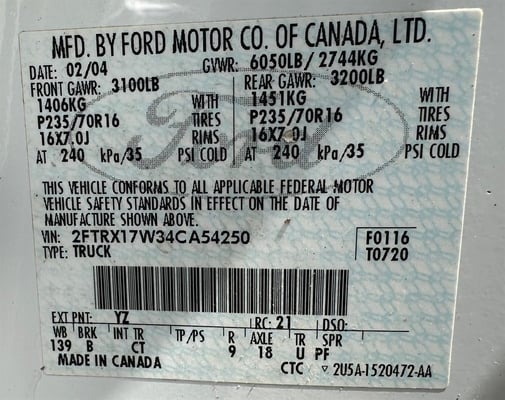 MFD. BY FORD MOTOR CO. OF CANADA, LTD.
DATE: 02/04 GVWR: 6050LB/ 2744KG
FRONT GAWR: 3100LB REAR GAWR: 3200LB
1406KG WITH 1451KG WITH
P235/70R16 TIRES P235/70R16 TIRES
16X7.0J RIMS 16X7.0J RIMS
AT 240 kPa/35 PSI COLD AT 240 kPa/35 PSI COLD
Ford
THIS VEHICLE CONFORMS TO ALL APPLICABLE FEDERAL MOTOR
VEHICLE SAFETY STANDARDS IN EFFECT ON THE DATE OF
MANUFACTURE SHOWN ABOVE.
VIN: 2FTRX17W34CA54250 F0116
TYPE: TRUCK T0720
EXT PNT: YZ RC: 21 DSO:
WB BRK INT TR TP/PS R AXLE TR SPR
139 B CT 9 18 U PF
MADE IN CANADA CTC ▽ 2U5A-1520472-AA